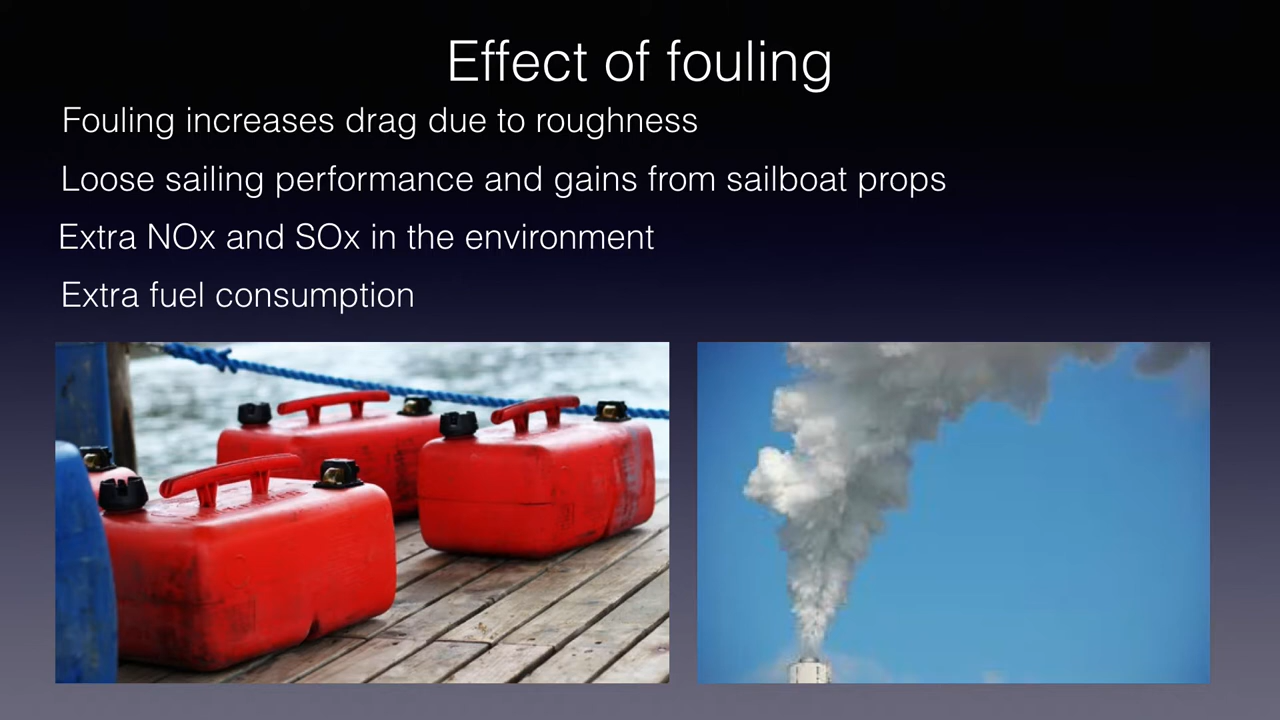 Effect of fouling
Fouling increases drag due to roughness
Loose sailing performance and gains from sailboat props
Extra NOx and SOx in the environment
Extra fuel consumption